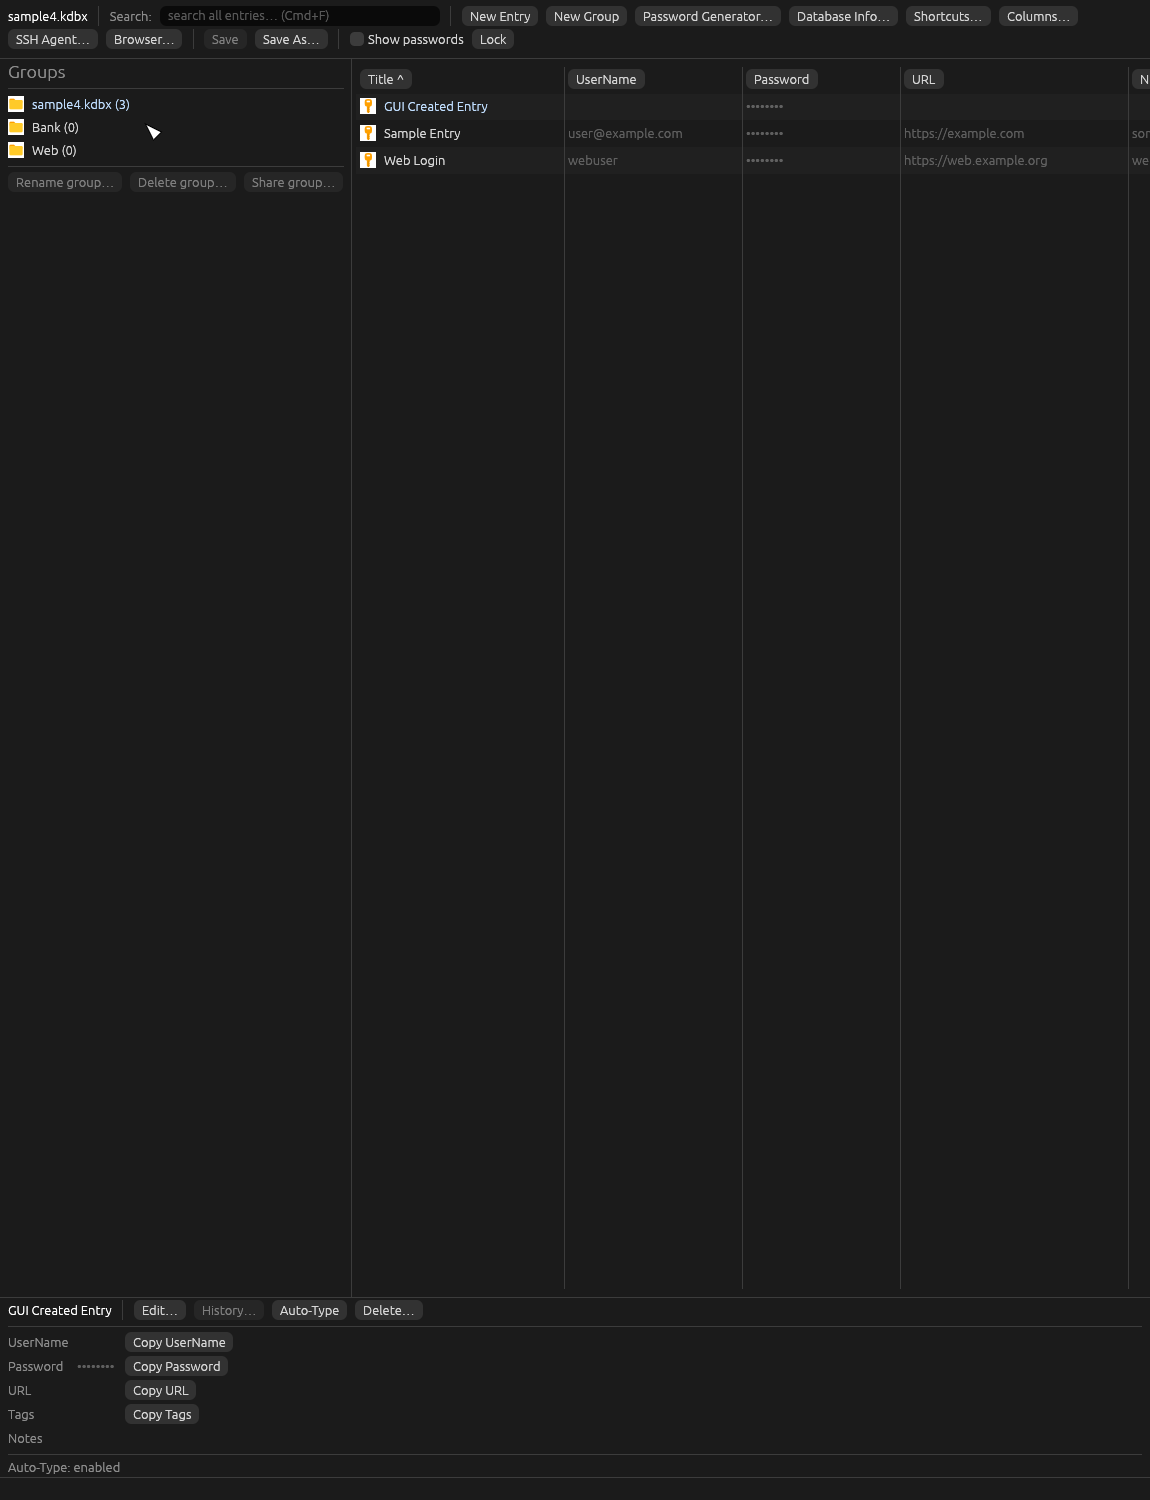 sample4.kdbx Search: search all entries… (Cmd+F) New Entry New Group Password Generator… Database Info… Shortcuts… Columns…
SSH Agent… Browser… Save Save As… Show passwords Lock
Groups
sample4.kdbx (3)
Bank (0)
Web (0)
Rename group… Delete group… Share group…
Title ^ UserName Password URL N
GUI Created Entry ••••••••
Sample Entry user@example.com •••••••• https://example.com sor
Web Login webuser •••••••• https://web.example.org we
GUI Created Entry Edit… History… Auto-Type Delete…
UserName Copy UserName
Password •••••••• Copy Password
URL Copy URL
Tags Copy Tags
Notes
Auto-Type: enabled